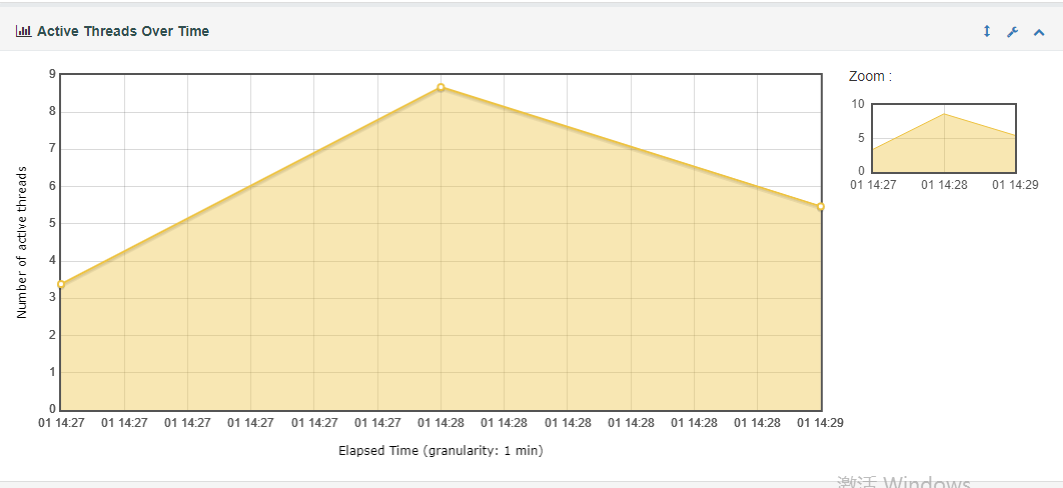 Active Threads Over Time
Zoom :
10
5
0
01 14:27 01 14:28 01 14:29
Number of active threads
9
8
7
6
5
4
3
2
1
0
01 14:27 01 14:27 01 14:27 01 14:27 01 14:27 01 14:27 01 14:28 01 14:28 01 14:28 01 14:28 01 14:28 01 14:28 01 14:29
Elapsed Time (granularity: 1 min)
激活 Windows